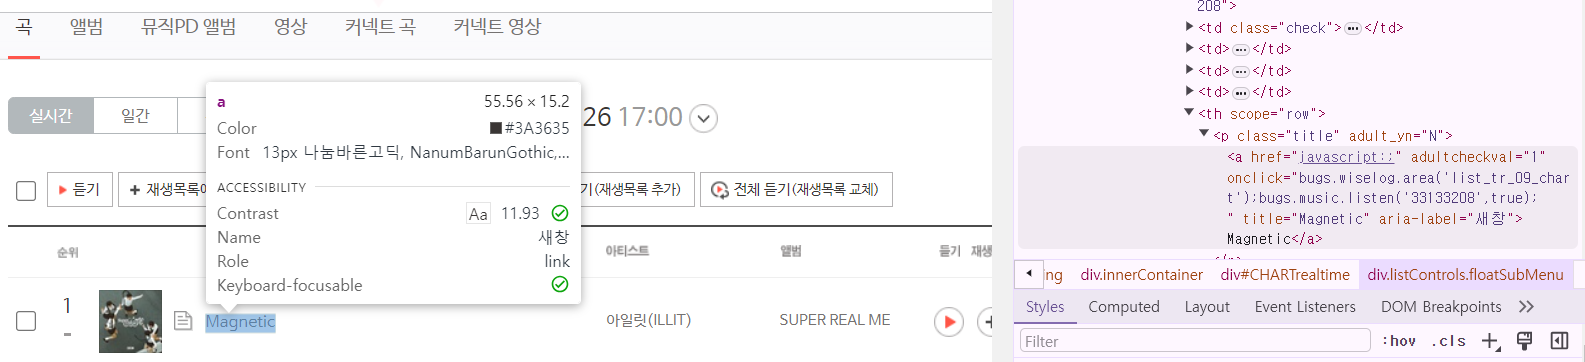 곡 앨범 뮤직PD 앨범 영상 커넥트 곡 커넥트 영상
실시간 일간 26 17:00
a 55.56 × 15.2
Color #3A3635
Font 13px 나눔바른고딕, NanumBarunGothic,...
ACCESSIBILITY
Contrast Aa 11.93
Name 새창
Role link
Keyboard-focusable
듣기 재생목록에 기(재생목록 추가) 전체 듣기(재생목록 교체)
순위 아티스트 앨범 듣기 재생
1 Magnetic 아일릿(ILLIT) SUPER REAL ME
208">
<td class="check">…</td>
<td>…</td>
<td>…</td>
<td>…</td>
<th scope="row">
<p class="title" adult_yn="N">
<a href="javascript:;" adultcheckval="1"
onclick="bugs.wiselog.area('list_tr_09_char
t');bugs.music.listen('33133208',true);
" title="Magnetic" aria-label="새창">
Magnetic</a>
ing div.innerContainer div#CHARTrealtime div.listControls.floatSubMenu
Styles Computed Layout Event Listeners DOM Breakpoints
Filter :hov .cls